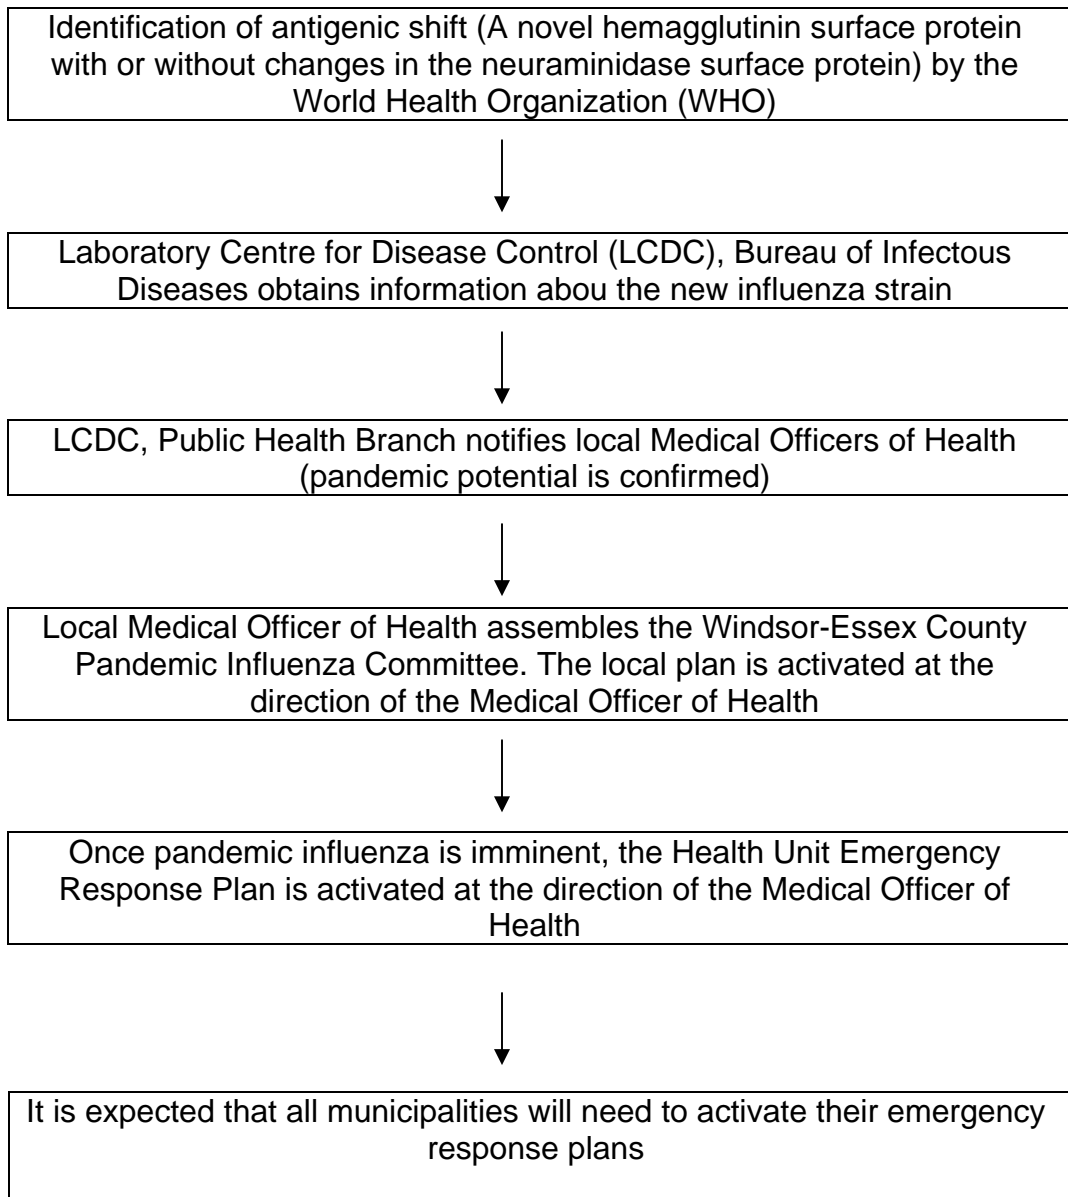 Identification of antigenic shift (A novel hemagglutinin surface protein
with or without changes in the neuraminidase surface protein) by the
World Health Organization (WHO)
Laboratory Centre for Disease Control (LCDC), Bureau of Infectous
Diseases obtains information abou the new influenza strain
LCDC, Public Health Branch notifies local Medical Officers of Health
(pandemic potential is confirmed)
Local Medical Officer of Health assembles the Windsor-Essex County
Pandemic Influenza Committee. The local plan is activated at the
direction of the Medical Officer of Health
Once pandemic influenza is imminent, the Health Unit Emergency
Response Plan is activated at the direction of the Medical Officer of
Health
It is expected that all municipalities will need to activate their emergency
response plans